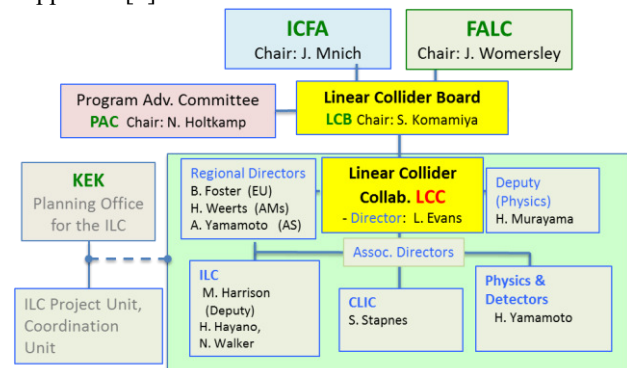 ICFA
Chair: J. Mnich
FALC
Chair: J. Womersley
Program Adv. Committee
PAC Chair: N. Holtkamp
Linear Collider Board
LCB Chair: S. Komamiya
KEK
Planning Office
for the ILC
Regional Directors
B. Foster (EU)
H. Weerts (AMs)
A. Yamamoto (AS)
Linear Collider
Collab. LCC
- Director: L. Evans
Deputy
(Physics)
H. Murayama
Assoc. Directors
ILC Project Unit,
Coordination
Unit
ILC
M. Harrison
(Deputy)
H. Hayano,
N. Walker
CLIC
S. Stapnes
Physics &
Detectors
H. Yamamoto